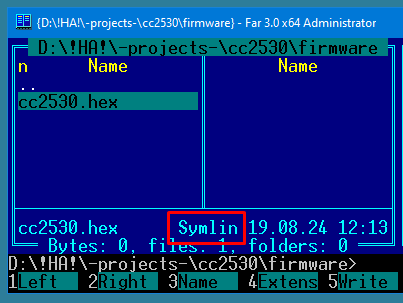 {D:\!HA!\-projects-\cc2530\firmware} - Far 3.0 x64 Administrator
D:\!HA!\-projects-\cc2530\firmware
n Name Name
..
cc2530.hex
cc2530.hex Symlin 19.08.24 12:13
Bytes: 0, files: 1, folders: 0
D:\!HA!\-projects-\cc2530\firmware>
1Left 2Right 3Name 4Extens 5Write